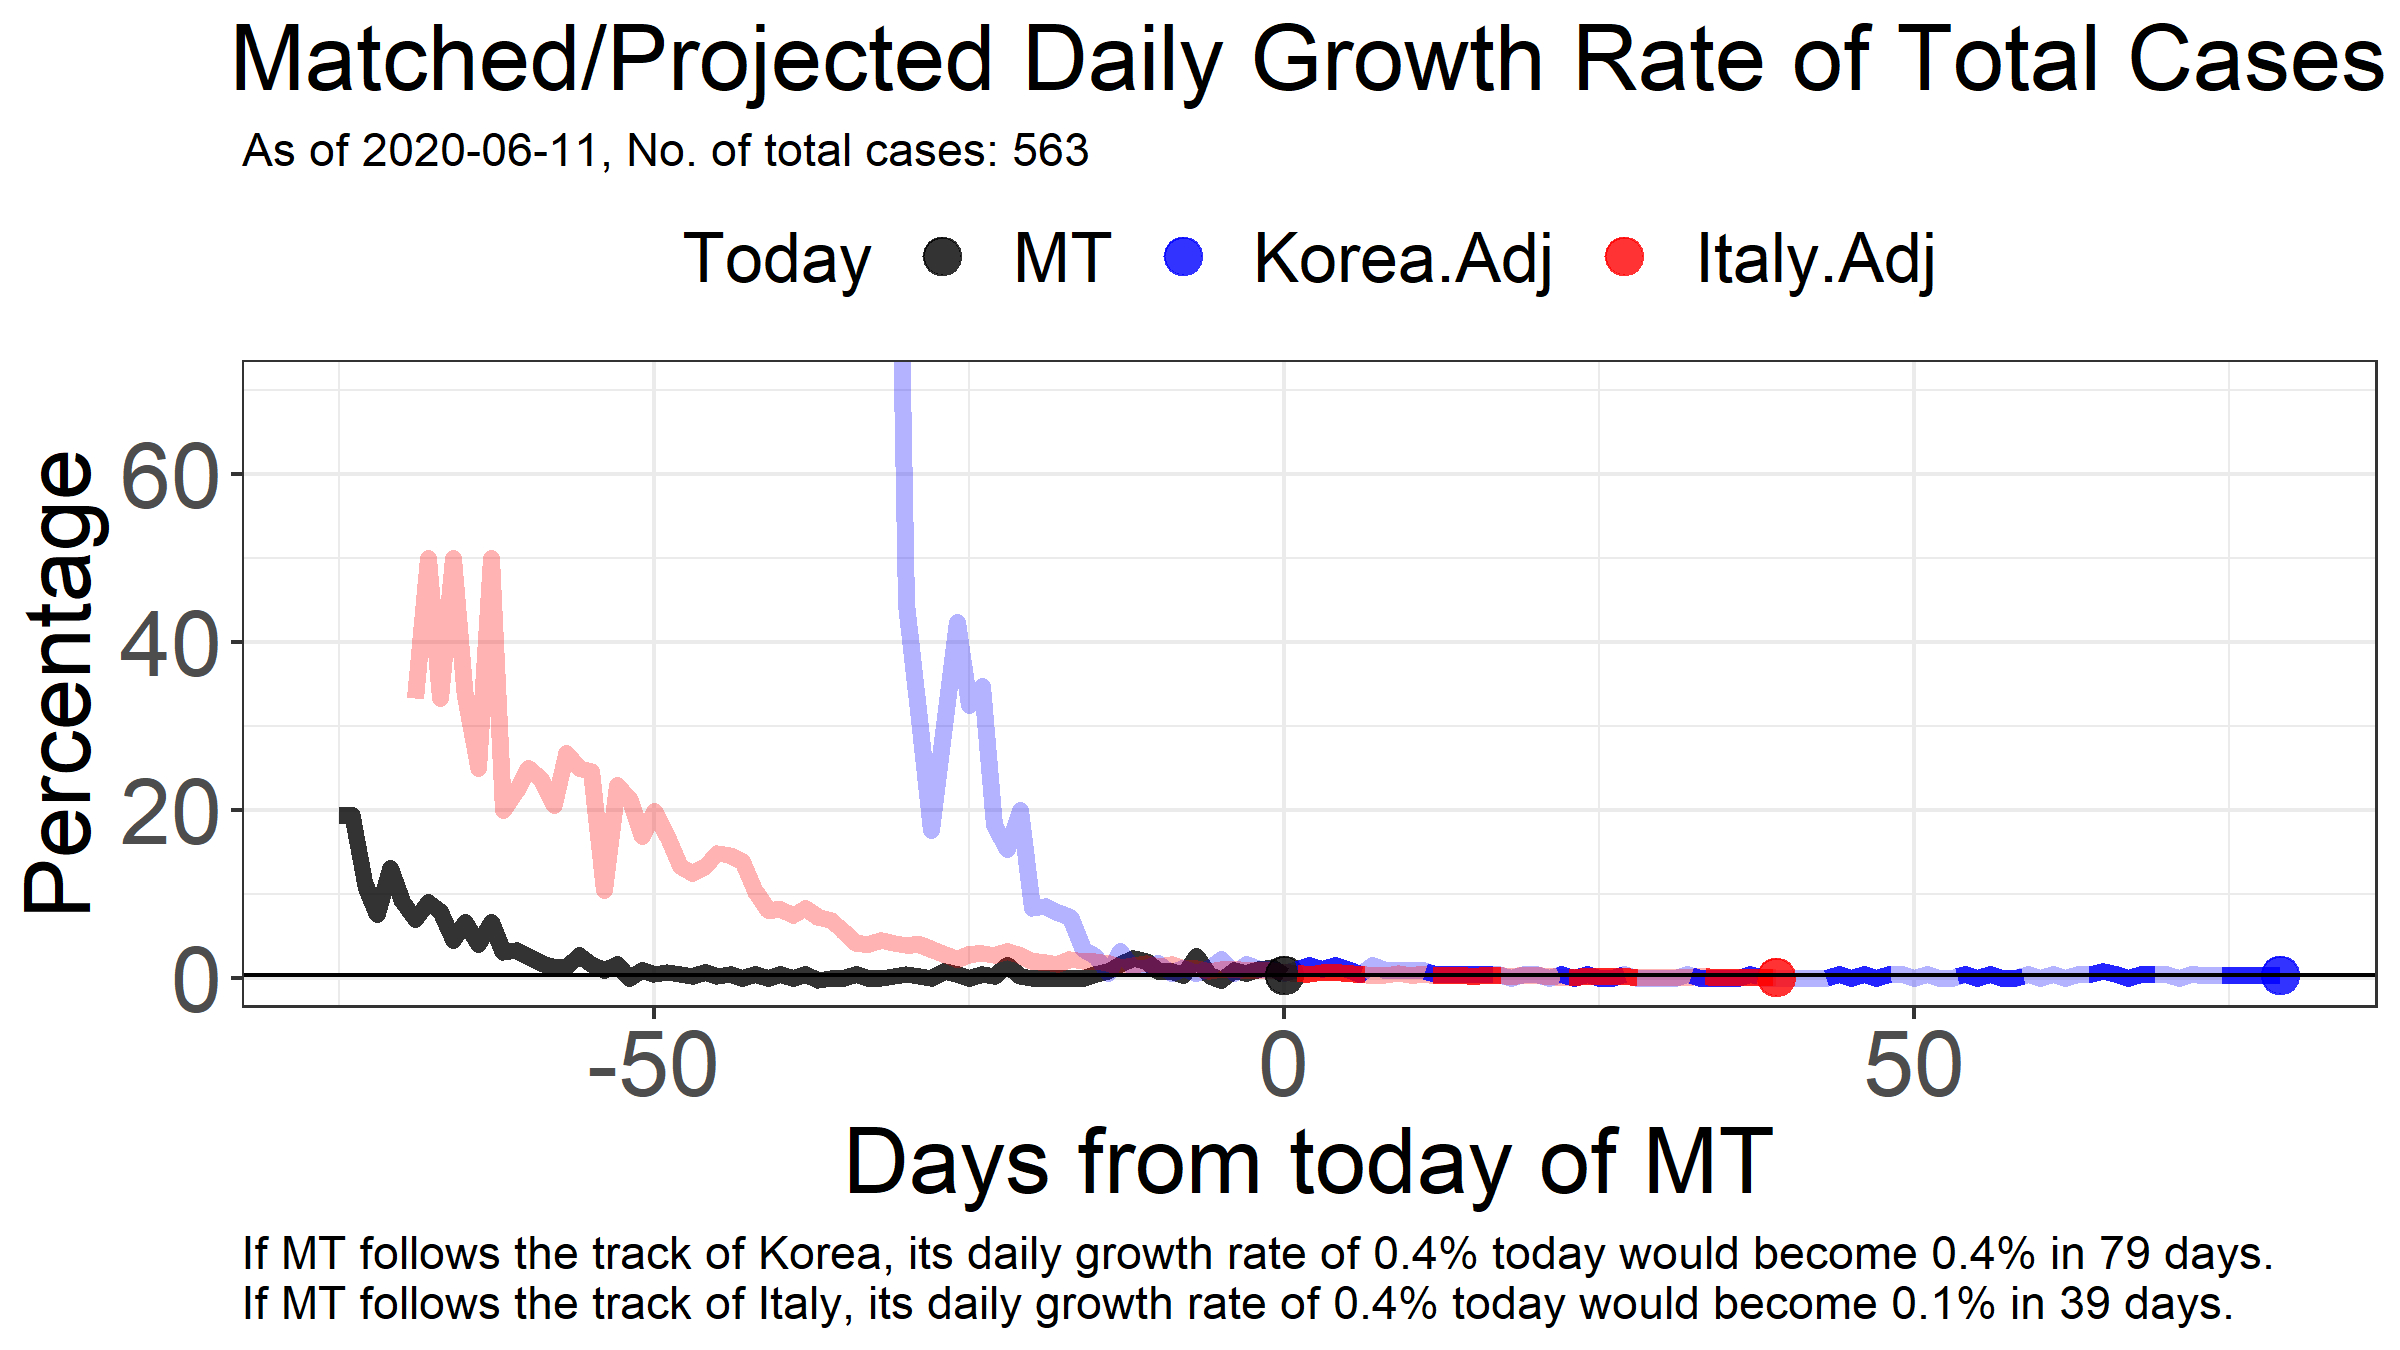 Matched/Projected Daily Growth Rate of Total Cases
As of 2020-06-11, No. of total cases: 563
Today MT Korea.Adj Italy.Adj
Percentage
60
40
20
0
-50 0 50
Days from today of MT
If MT follows the track of Korea, its daily growth rate of 0.4% today would become 0.4% in 79 days.
If MT follows the track of Italy, its daily growth rate of 0.4% today would become 0.1% in 39 days.